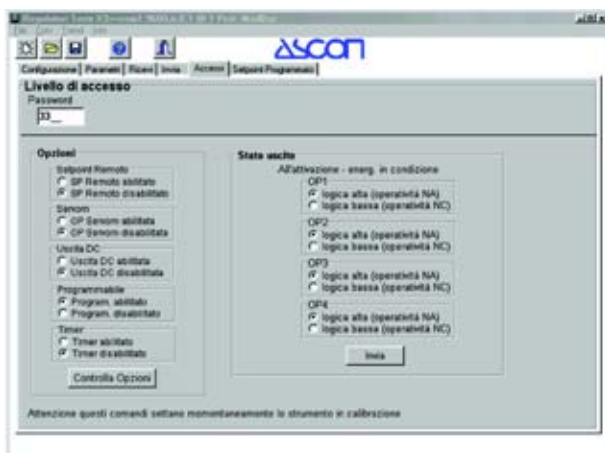 ASCON
Configurazione Parametri Ricevi Invia Accessi Setpoint Programmato
Livello di accesso
Password
33__
Opzioni
Setpoint Remoto
SP Remoto abilitato
SP Remoto disabilitato
Servom
OP Servom abilitata
OP Servom disabilitata
Uscita DC
Uscita DC abilitata
Uscita DC disabilitata
Programmabile
Program. abilitato
Program. disabilitato
Timer
Timer abilitato
Timer disabilitato
Controlla Opzioni
Stato uscite
All'attivazione - energ. in condizione
OP1
logica alta (operatività NA)
logica bassa (operatività NC)
OP2
logica alta (operatività NA)
logica bassa (operatività NC)
OP3
logica alta (operatività NA)
logica bassa (operatività NC)
OP4
logica alta (operatività NA)
logica bassa (operatività NC)
Invia
Attenzione questi comandi settano momentaneamente lo strumento in calibrazione